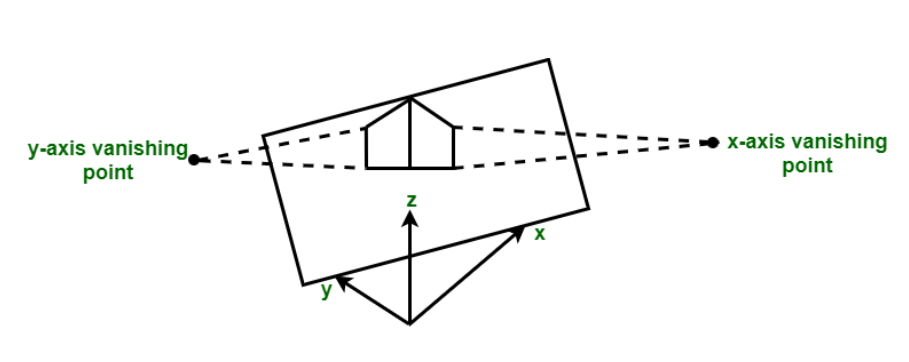 y-axis vanishing
point
x-axis vanishing
point
z
x
y